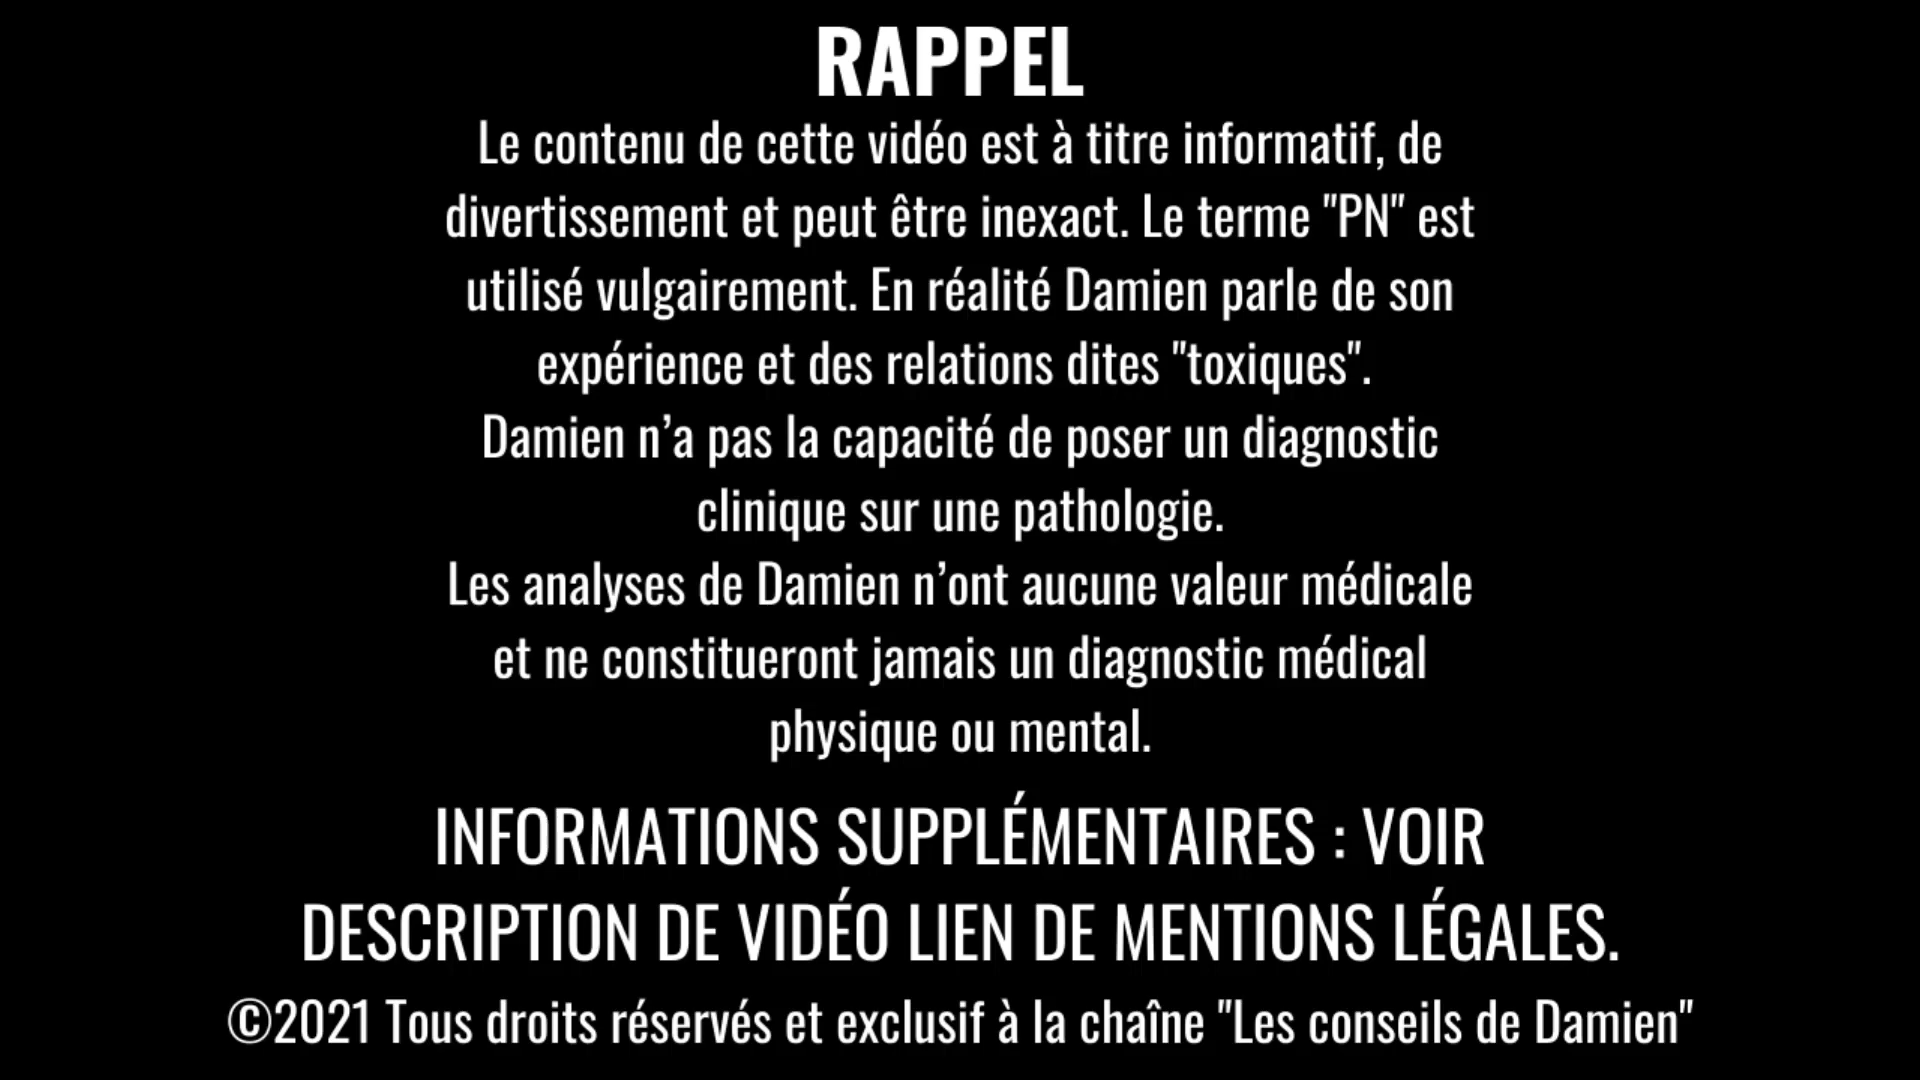 RAPPEL
Le contenu de cette vidéo est à titre informatif, de
divertissement et peut être inexact. Le terme "PN" est
utilisé vulgairement. En réalité Damien parle de son
expérience et des relations dites "toxiques".
Damien n’a pas la capacité de poser un diagnostic
clinique sur une pathologie.
Les analyses de Damien n’ont aucune valeur médicale
et ne constitueront jamais un diagnostic médical
physique ou mental.
INFORMATIONS SUPPLÉMENTAIRES : VOIR
DESCRIPTION DE VIDÉO LIEN DE MENTIONS LÉGALES.
©2021 Tous droits réservés et exclusif à la chaîne "Les conseils de Damien"